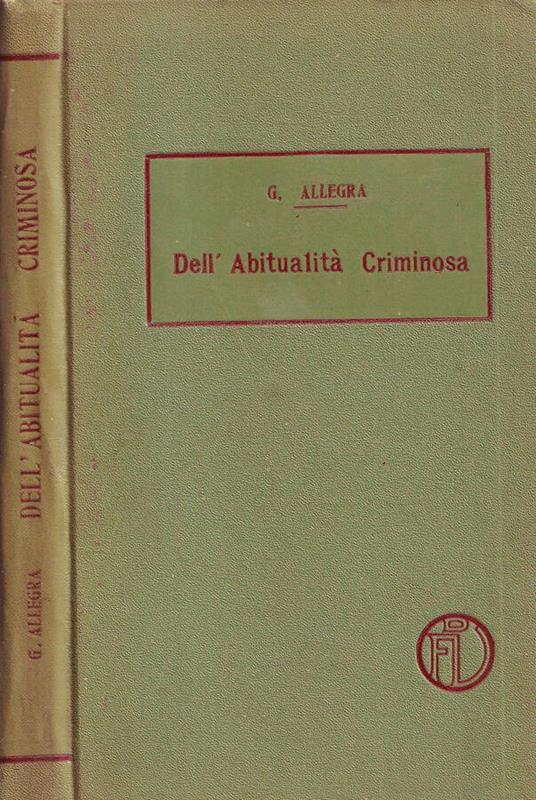 G. ALLEGRA
Dell' Abitualità Criminosa
G. ALLEGRA DELL' ABITUALITÀ CRIMINOSA